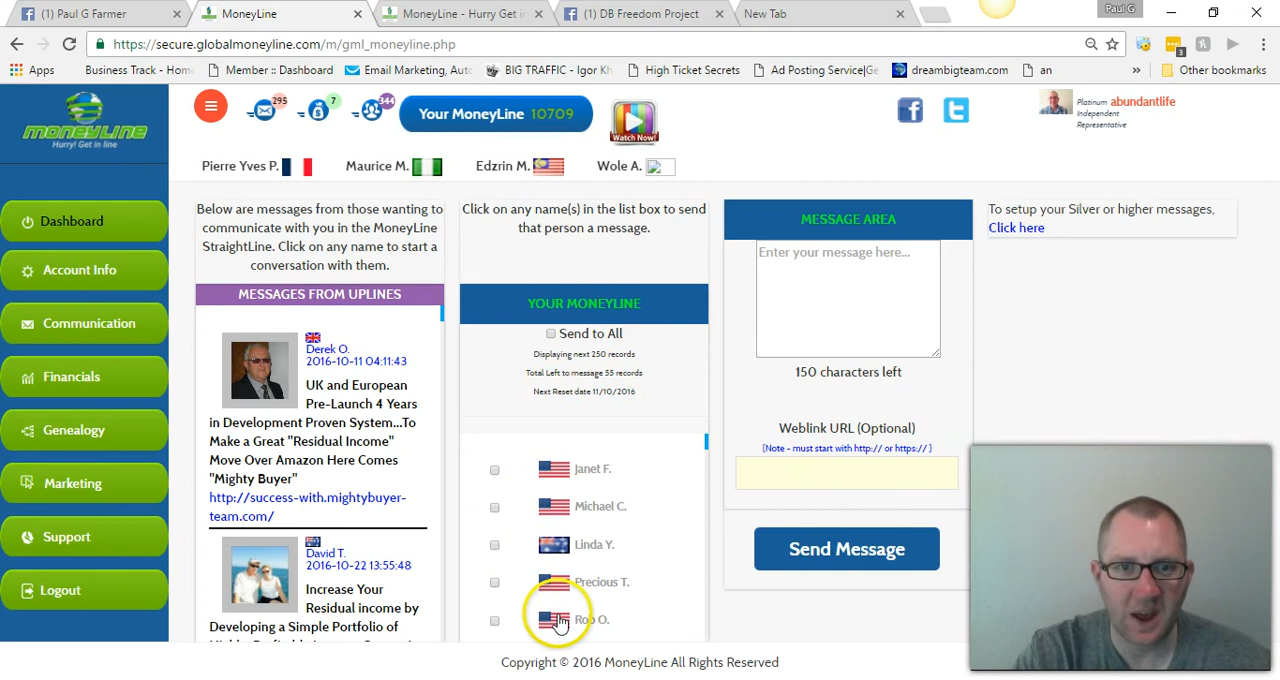 (1) Paul G Farmer
MoneyLine
MoneyLine - Hurry Get in
(1) DB Freedom Project
New Tab
Paul G
https://secure.globalmoneyline.com/m/gml_moneyline.php
Apps
Business Track - Hom
Member :: Dashboard
Email Marketing, Auto
BIG TRAFFIC - Igor Kh
High Ticket Secrets
Ad Posting Service|Ge
dreambigteam.com
an
»
Other bookmarks
3
MONEYLINE
Hurry! Get in line
295
7
344
Your MoneyLine 10709
Watch Now!
Platinum abundantlife
Independent
Representative
Pierre Yves P.
Maurice M.
Edzrin M.
Wole A.
Dashboard
Account Info
Communication
Financials
Genealogy
Marketing
Support
Logout
Below are messages from those wanting to
communicate with you in the MoneyLine
StraightLine. Click on any name to start a
conversation with them.
MESSAGES FROM UPLINES
Derek O.
2016-10-11 04:11:43
UK and European
Pre-Launch 4 Years
in Development Proven System...To
Make a Great "Residual Income"
Move Over Amazon Here Comes
"Mighty Buyer"
http://success-with.mightybuyer-
team.com/
David T.
2016-10-22 13:55:48
Increase Your
Residual income by
Developing a Simple Portfolio of
Click on any name(s) in the list box to send
that person a message.
YOUR MONEYLINE
Send to All
Displaying next 250 records
Total Left to message 55 records
Next Reset date 11/10/2016
Janet F.
Michael C.
Linda Y.
Precious T.
Rob O.
MESSAGE AREA
Enter your message here...
150 characters left
Weblink URL (Optional)
[Note - must start with http:// or https:// ]
Send Message
To setup your Silver or higher messages,
Click here
Copyright © 2016 MoneyLine All Rights Reserved